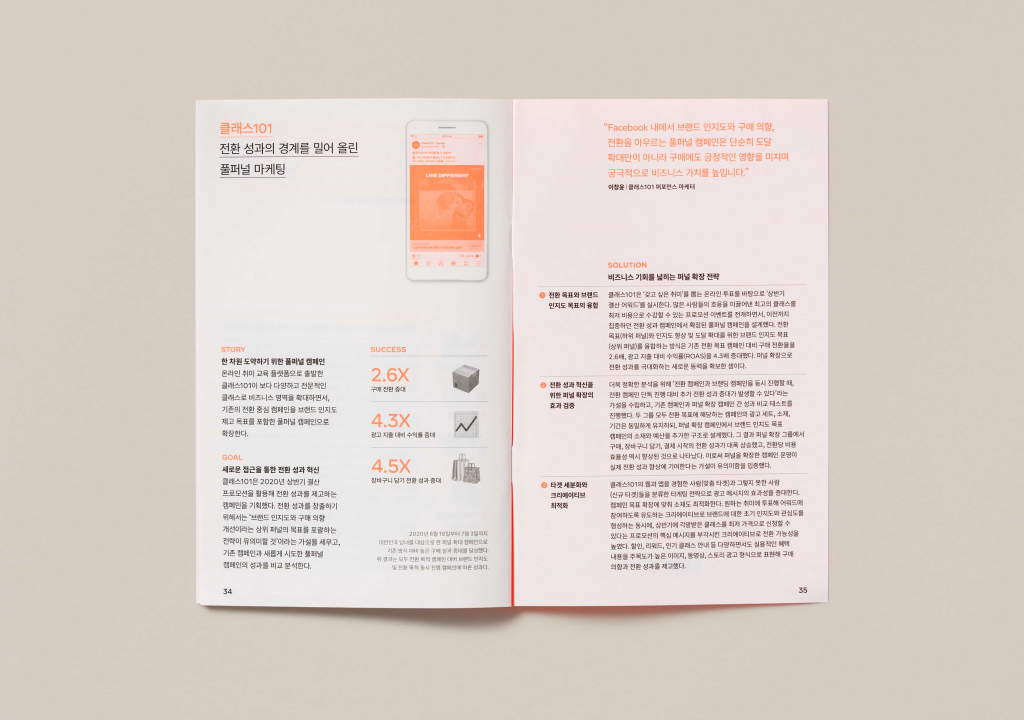 클래스101
전환 성과의 경계를 밀어 올린
풀퍼널 마케팅
LIVE DIFFERENT
STORY
한 차원 도약하기 위한 풀퍼널 캠페인
온라인 취미 교육 플랫폼으로 출발한
클래스101이 보다 다양하고 전문적인
클래스로 비즈니스 영역을 확대하면서,
기존의 전환 중심 캠페인을 브랜드 인지도
제고 목표를 포함한 풀퍼널 캠페인으로
확장한다.
GOAL
새로운 접근을 통한 전환 성과 혁신
클래스101은 2020년 상반기 결산
프로모션을 활용해 전환 성과를 제고하는
캠페인을 기획했다. 전환 성과를 창출하기
위해서는 ‘브랜드 인지도와 구매 의향
개선이라는 상위 퍼널의 목표를 포괄하는
전략이 유의미할 것’이라는 가설을 세우고,
기존 캠페인과 새롭게 시도한 풀퍼널
캠페인의 성과를 비교 분석한다.
SUCCESS
2.6X
구매 전환 증대
4.3X
광고 지출 대비 수익률 증대
4.5X
장바구니 담기 전환 성과 증대
2020년 6월 18일부터 7월 3일까지
대한민국 남녀를 대상으로 한 퍼널 확대 캠페인으로
기존 방식 대비 높은 구매 성과 증대를 달성했다.
위 결과는 모두 전환 목적 캠페인 대비 브랜드 인지도
및 전환 목적 동시 진행 캠페인에 따른 성과다.
34
“Facebook 내에서 브랜드 인지도와 구매 의향,
전환을 아우르는 풀퍼널 캠페인은 단순히 도달
확대만이 아니라 구매에도 긍정적인 영향을 미치며
궁극적으로 비즈니스 가치를 높입니다.”
이창윤 | 클래스101 퍼포먼스 마케터
SOLUTION
비즈니스 기회를 넓히는 퍼널 확장 전략
1 전환 목표와 브랜드
인지도 목표의 융합
클래스101은 ‘갖고 싶은 취미’를 뽑는 온라인 투표를 바탕으로 ‘상반기
결산 어워드’를 실시한다. 많은 사람들의 호응을 이끌어낸 최고의 클래스를
최저 비용으로 수강할 수 있는 프로모션 이벤트를 전개하면서, 이전까지
집중하던 전환 성과 캠페인에서 확장된 풀퍼널 캠페인을 설계했다. 전환
목표(하위 퍼널)와 인지도 향상 및 도달 확대를 위한 브랜드 인지도 목표
(상위 퍼널)를 융합하는 방식은 기존 전환 목표 캠페인 대비 구매 전환율을
2.6배, 광고 지출 대비 수익률(ROAS)을 4.3배 증대했다. 퍼널 확장으로
전환 성과를 극대화하는 새로운 동력을 확보한 셈이다.
2 전환 성과 혁신을
위한 퍼널 확장의
효과 검증
더욱 정확한 분석을 위해 ‘전환 캠페인과 브랜딩 캠페인을 동시 진행할 때,
전환 캠페인 단독 진행 대비 추가 전환 성과 증대가 발생할 수 있다’라는
가설을 수립하고, 기존 캠페인과 퍼널 확장 캠페인 간 성과 비교 테스트를
진행했다. 두 그룹 모두 전환 목표에 해당하는 캠페인의 광고 세트, 소재,
기간은 동일하게 유지하되, 퍼널 확장 캠페인에서 브랜드 인지도 목표
캠페인의 소재와 예산을 추가한 구조로 설계했다. 그 결과 퍼널 확장 그룹에서
구매, 장바구니 담기, 결제 시작의 전환 성과가 대폭 상승했고, 전환당 비용
효율성 역시 향상된 것으로 나타났다. 이로써 퍼널을 확장한 캠페인 운영이
실제 전환 성과 향상에 기여한다는 가설이 유의미함을 입증했다.
3 타겟 세분화와
크리에이티브
최적화
클래스101의 웹과 앱을 경험한 사람(맞춤 타겟)과 그렇지 못한 사람
(신규 타겟)들을 분류한 타게팅 전략으로 광고 메시지의 효과성을 증대한다.
캠페인 목표 확장에 맞춰 소재도 최적화한다. 원하는 취미에 투표해 어워드에
참여하도록 유도하는 크리에이티브로 브랜드에 대한 초기 인지도와 관심도를
형성하는 동시에, 상반기에 각광받은 클래스를 최저 가격으로 신청할 수
있다는 프로모션의 핵심 메시지를 부각시킨 크리에이티브로 전환 가능성을
높였다. 할인, 리워드, 인기 클래스 안내 등 다양하면서도 실용적인 혜택
내용을 주목도가 높은 이미지, 동영상, 스토리 광고 형식으로 표현해 구매
의향과 전환 성과를 제고했다.
35